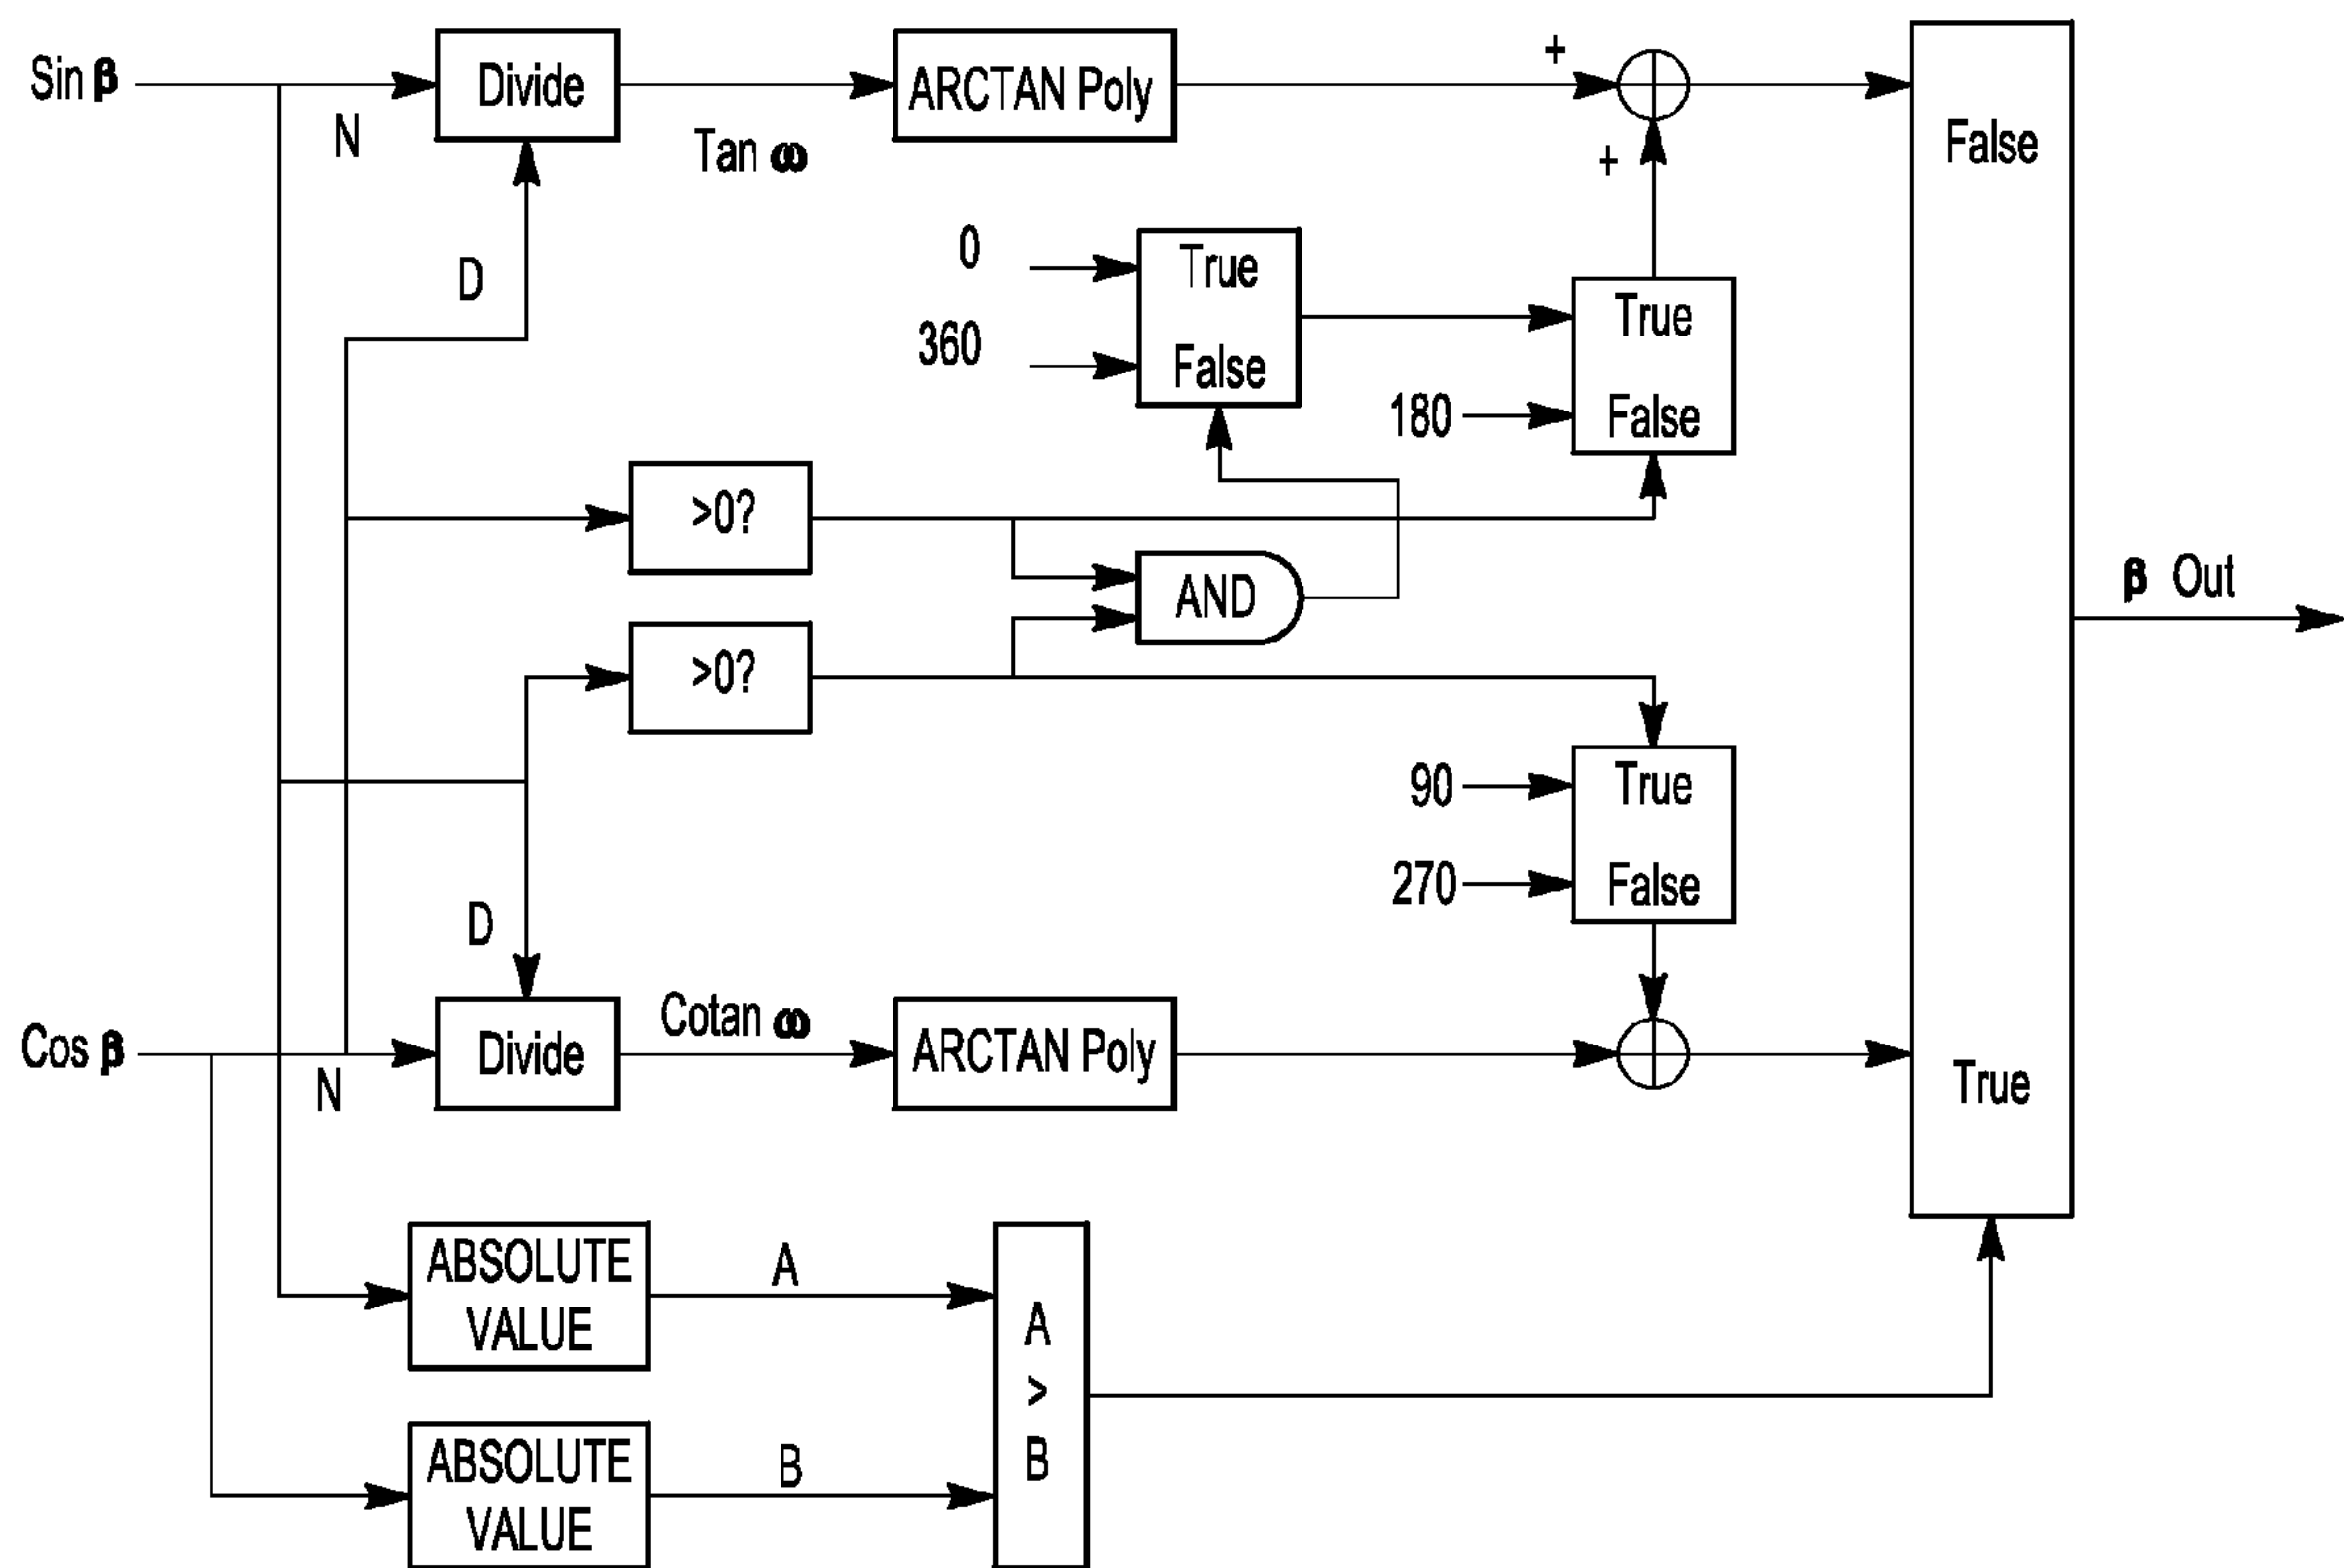 Sin β
N
Divide
Tan ω
ARCTAN Poly
+
+
False
D
0
360
True
False
180
True
False
>0?
AND
>0?
β Out
90
270
True
False
D
Cos β
N
Divide
Cotan ω
ARCTAN Poly
True
ABSOLUTE
VALUE
A
ABSOLUTE
VALUE
B
A
>
B